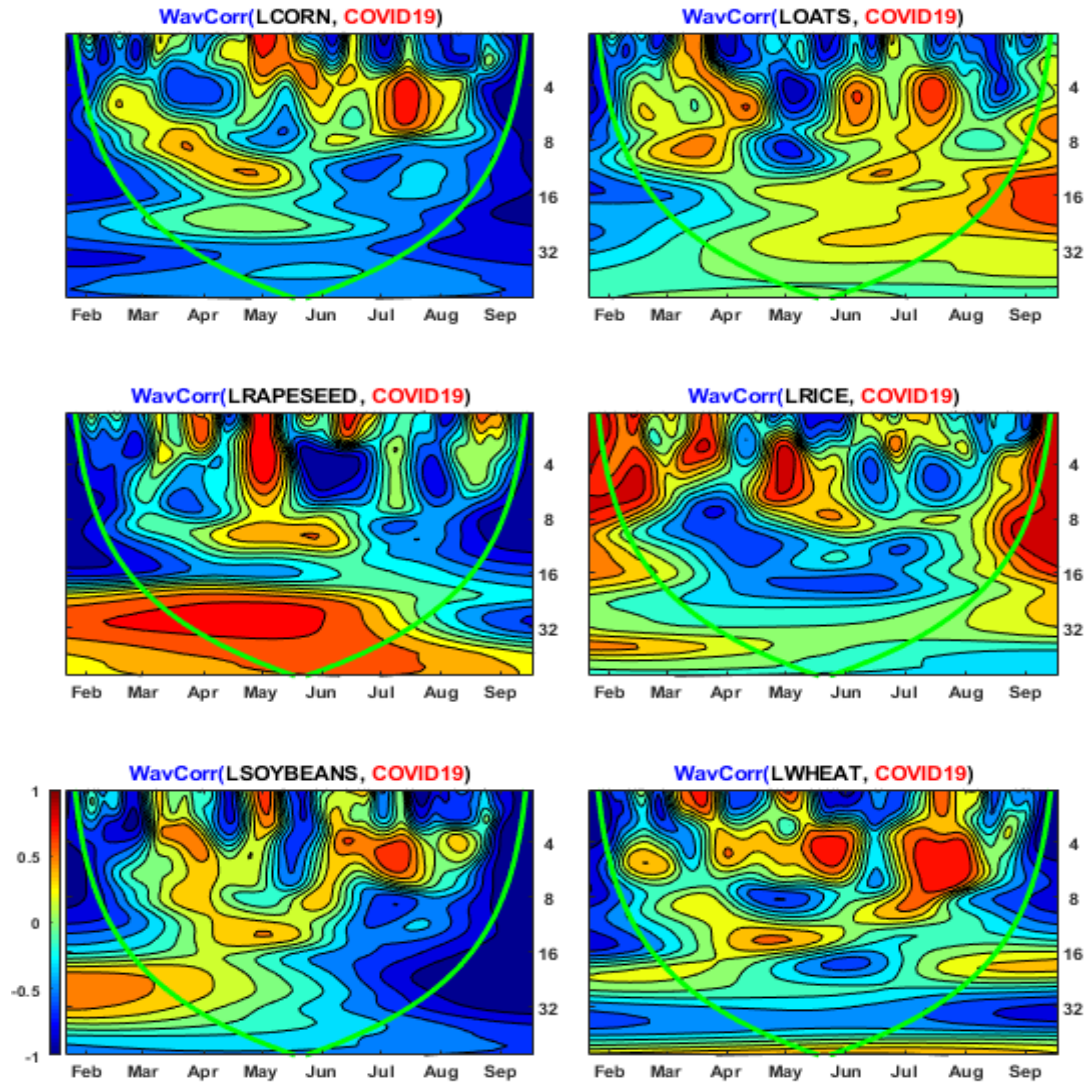 WavCorr(LCORN, COVID19)
4
8
16
32
Feb Mar Apr May Jun Jul Aug Sep
WavCorr(LOATS, COVID19)
4
8
16
32
Feb Mar Apr May Jun Jul Aug Sep
WavCorr(LRAPESEED, COVID19)
4
8
16
32
Feb Mar Apr May Jun Jul Aug Sep
WavCorr(LRICE, COVID19)
4
8
16
32
Feb Mar Apr May Jun Jul Aug Sep
WavCorr(LSOYBEANS, COVID19)
1
0.5
0
-0.5
-1
4
8
16
32
Feb Mar Apr May Jun Jul Aug Sep
WavCorr(LWHEAT, COVID19)
4
8
16
32
Feb Mar Apr May Jun Jul Aug Sep